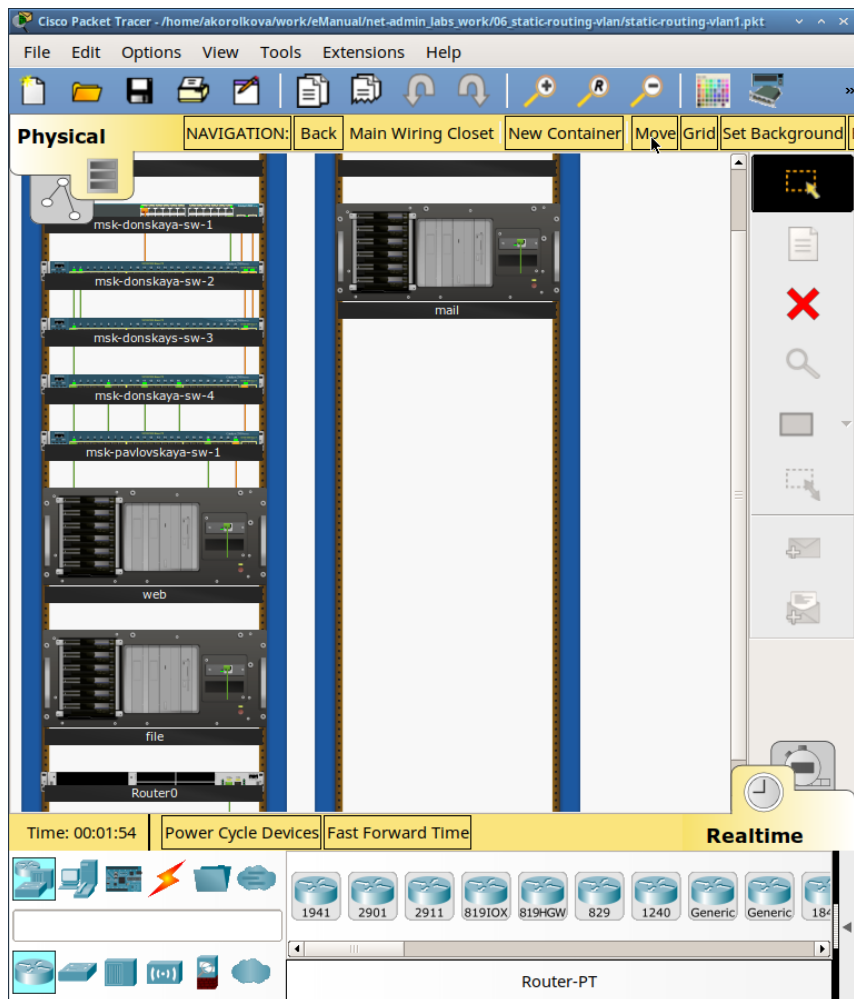 Cisco Packet Tracer - /home/akorolkova/work/eManual/net-admin_labs_work/06_static-routing-vlan/static-routing-vlan1.pkt
File Edit Options View Tools Extensions Help
Physical NAVIGATION: Back Main Wiring Closet New Container Move Grid Set Background
msk-donskaya-sw-1
msk-donskaya-sw-2
mail
msk-donskays-sw-3
msk-donskaya-sw-4
msk-pavlovskaya-sw-1
web
file
Router0
Time: 00:01:54 Power Cycle Devices Fast Forward Time Realtime
1941 2901 2911 819IOX 819HGW 829 1240 Generic Generic
Router-PT